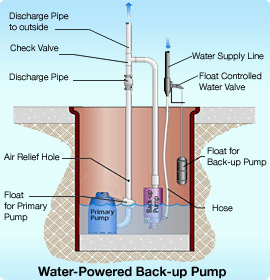 Discharge Pipe
to outside
Check Valve
Discharge Pipe
Water Supply Line
Float Controlled
Water Valve
Air Relief Hole
Float for
Back-up Pump
Float
for Primary
Pump
Primary
Pump
Back-up
Pump
Hose
Water-Powered Back-up Pump